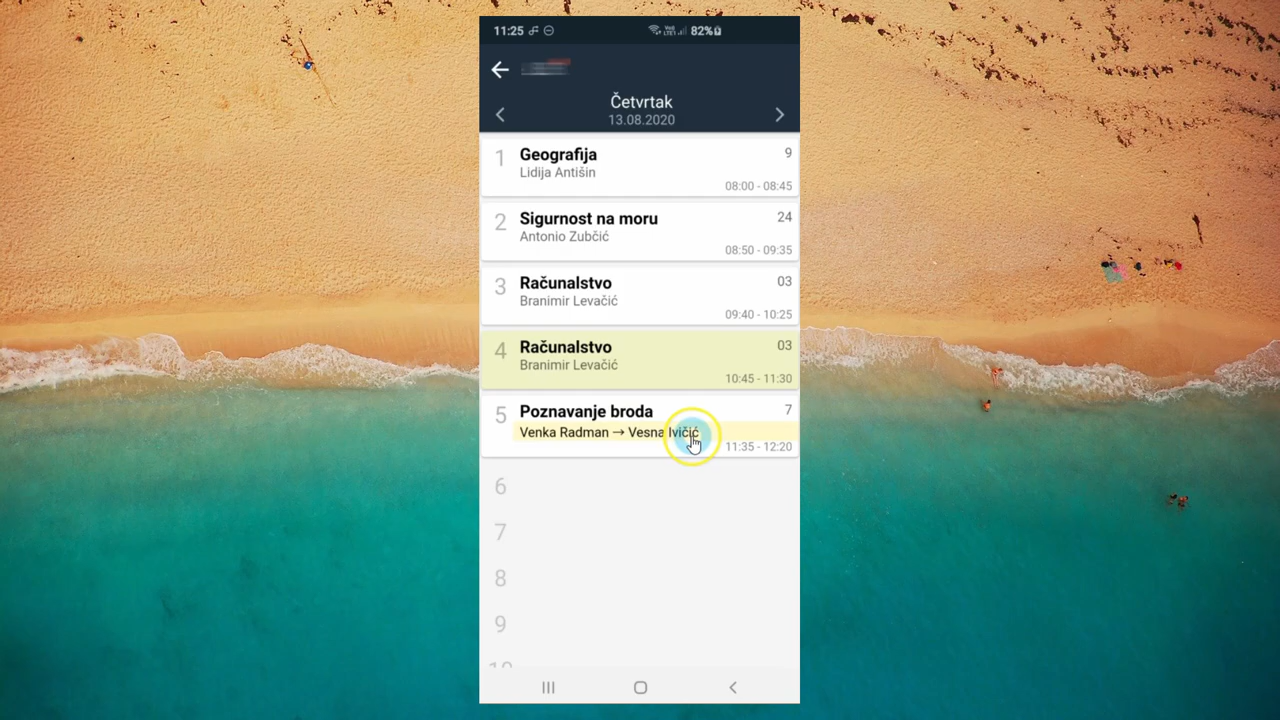 11:25 82%
Četvrtak
13.08.2020
1 Geografija 9
Lidija Antišin
08:00 - 08:45
2 Sigurnost na moru 24
Antonio Zubčić
08:50 - 09:35
3 Računalstvo 03
Branimir Levačić
09:40 - 10:25
4 Računalstvo 03
Branimir Levačić
10:45 - 11:30
5 Poznavanje broda 7
Venka Radman → Vesna Ivičić
11:35 - 12:20
6
7
8
9